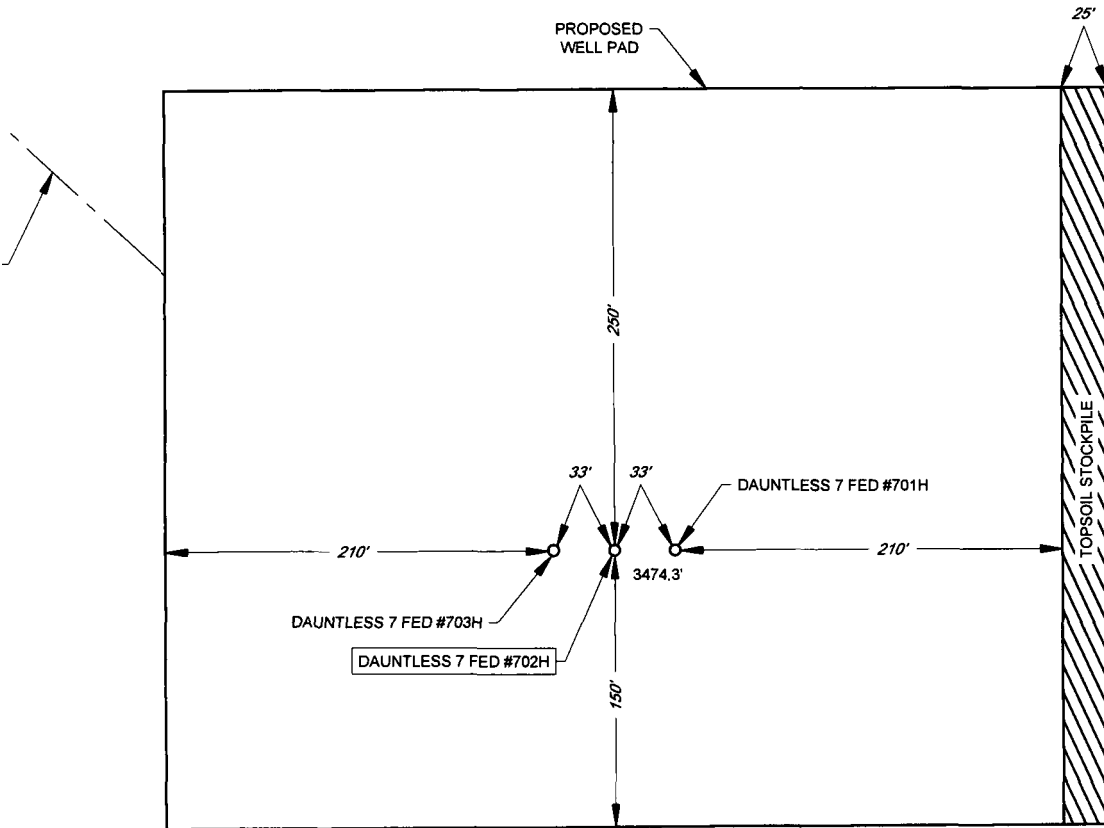 25'
PROPOSED
WELL PAD
250'
TOPSOIL STOCKPILE
33'
33'
DAUNTLESS 7 FED #701H
210'
210'
3474.3'
DAUNTLESS 7 FED #703H
DAUNTLESS 7 FED #702H
150'